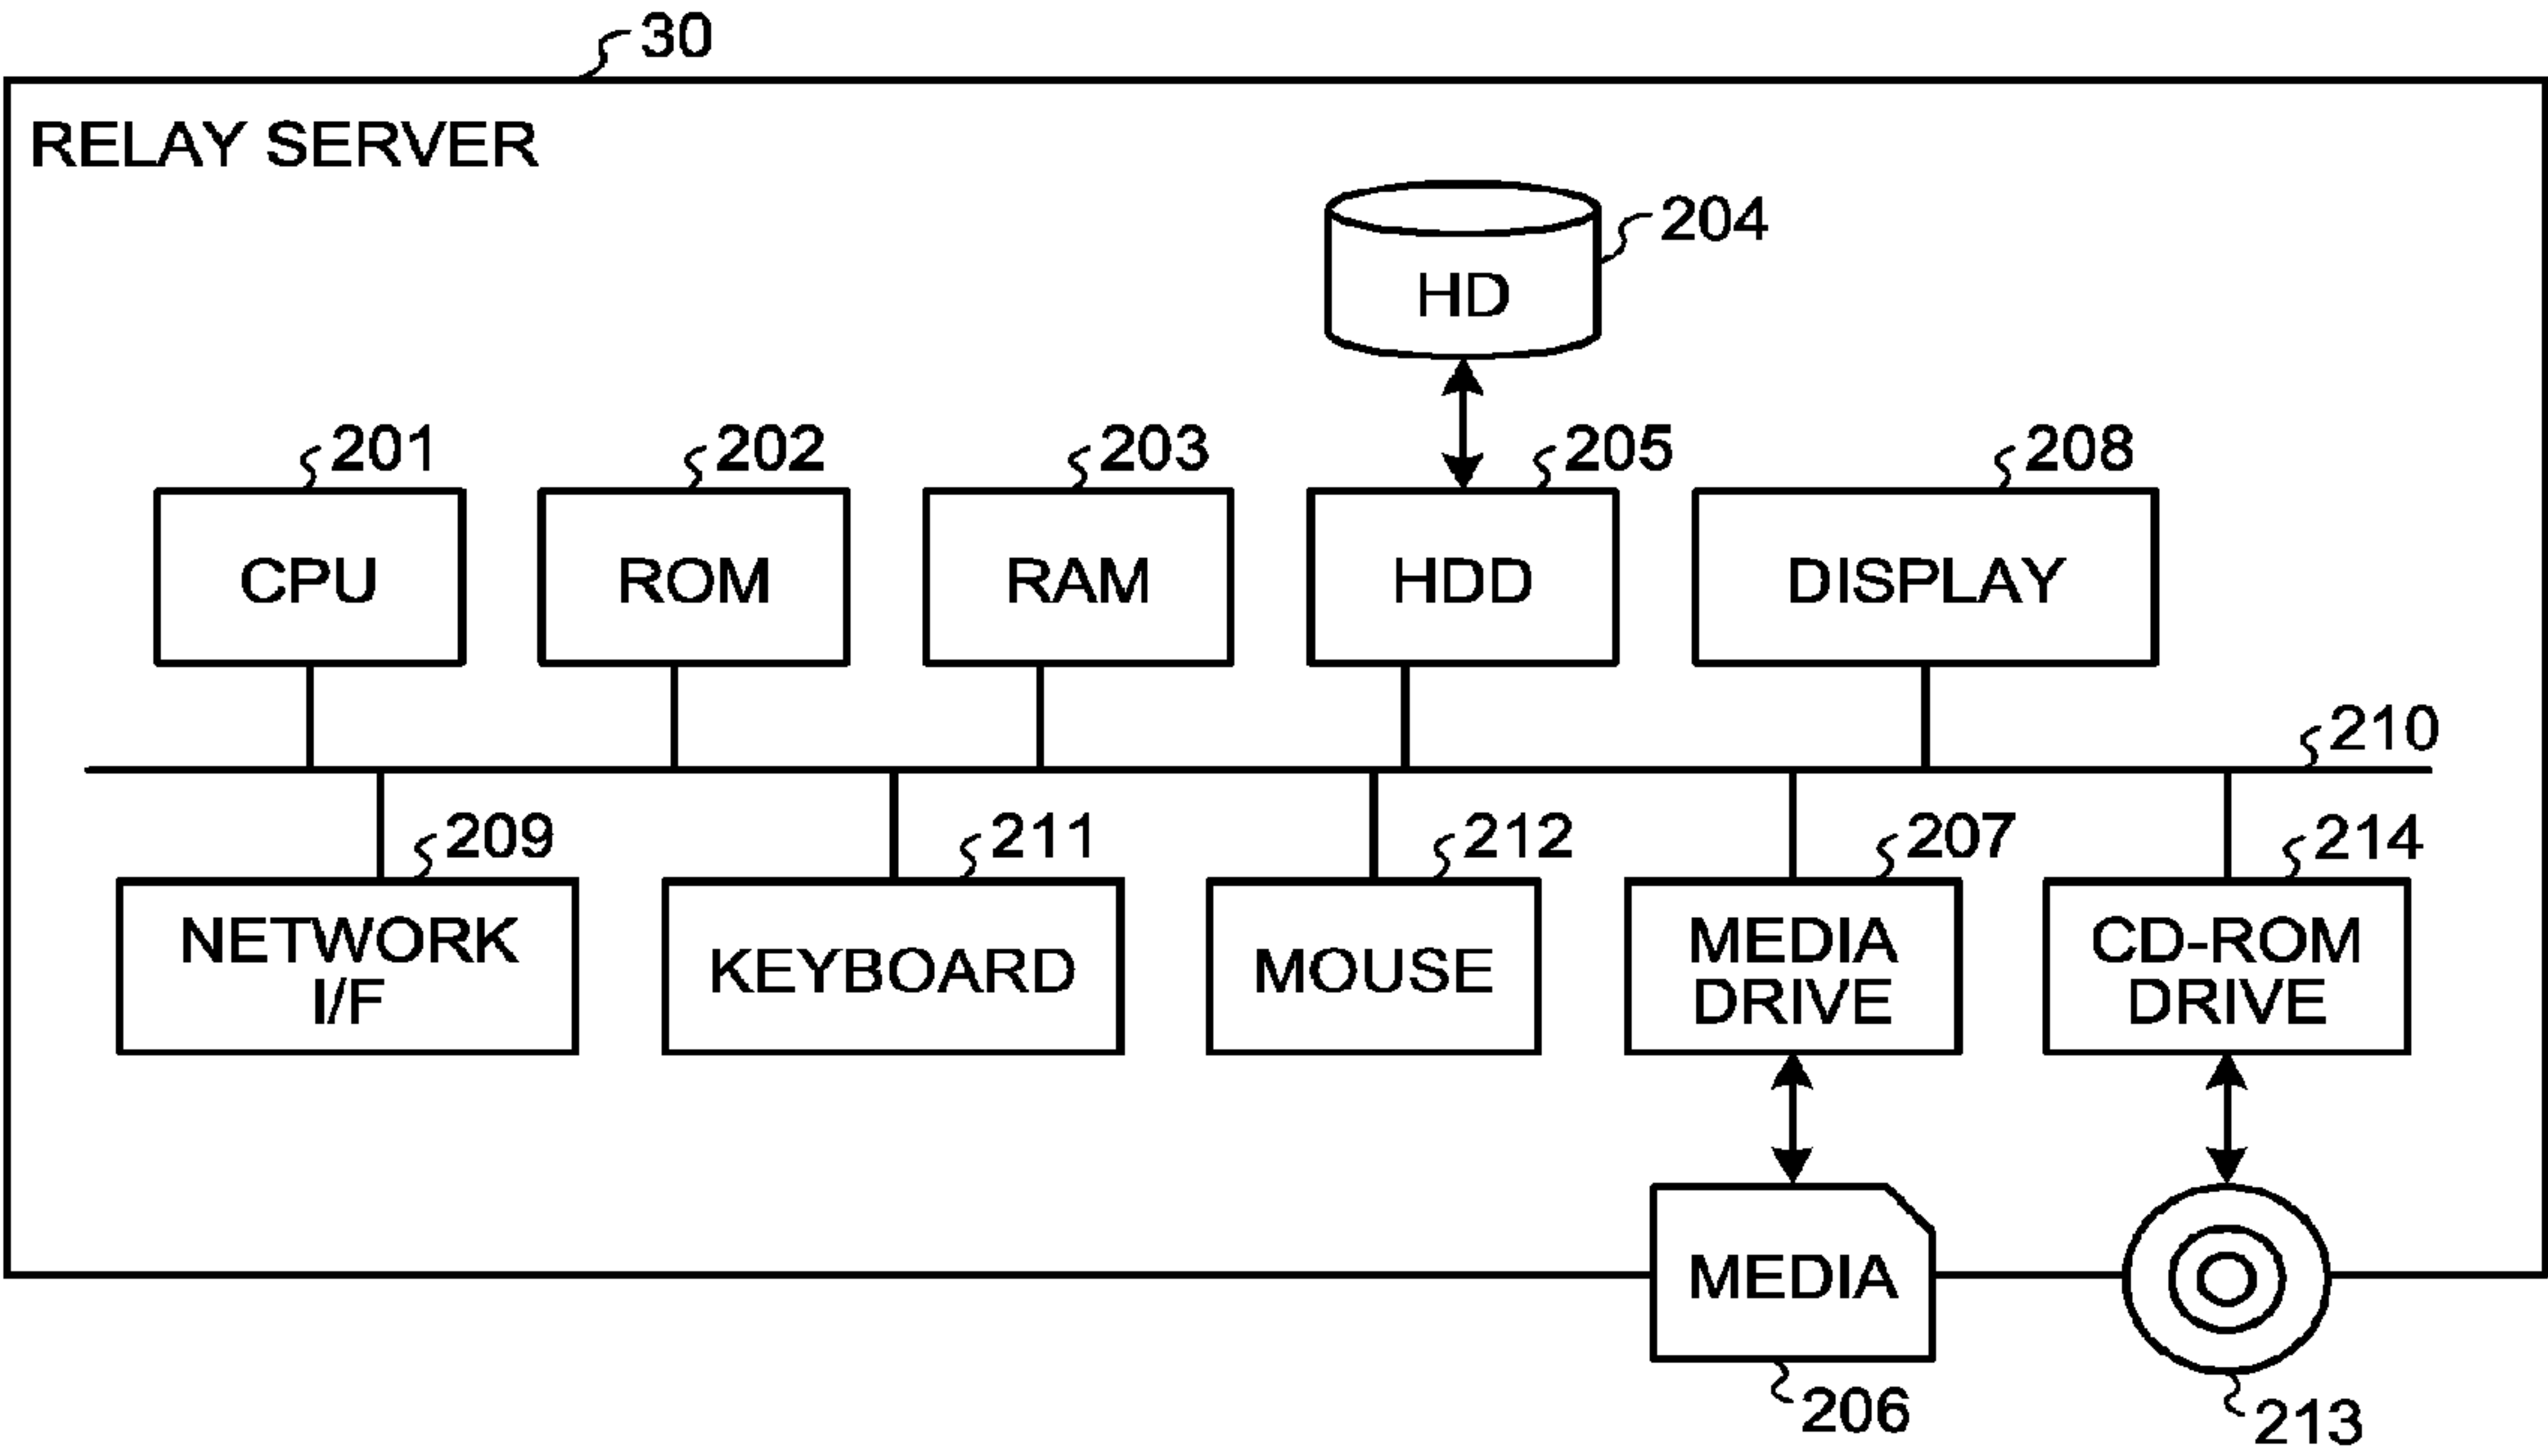 30
RELAY SERVER
204
HD
201
202
203
205
208
CPU
ROM
RAM
HDD
DISPLAY
210
209
211
212
207
214
NETWORK
I/F
KEYBOARD
MOUSE
MEDIA
DRIVE
CD-ROM
DRIVE
MEDIA
206
213